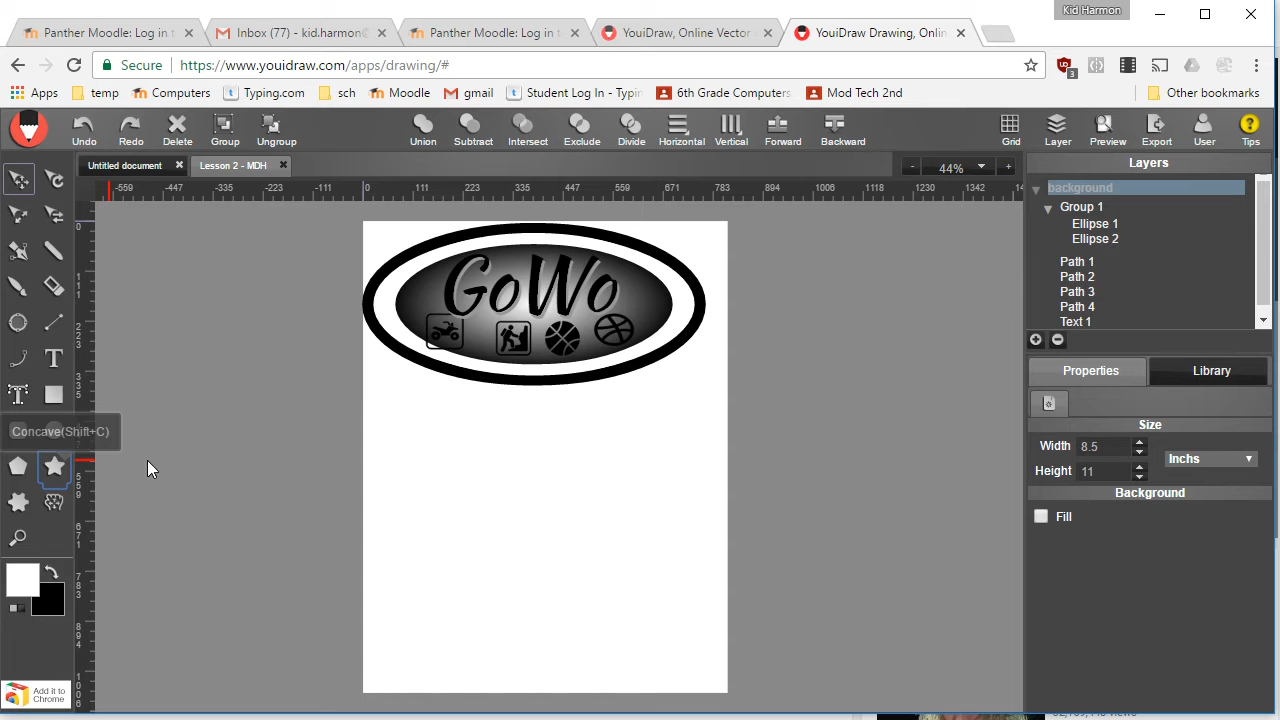 Kid Harmon
Panther Moodle: Log in t
Inbox (77) - kid.harmon@
Panther Moodle: Log in t
YouiDraw, Online Vector
YouiDraw Drawing, Onlin
Secure https://www.youidraw.com/apps/drawing/#
3
Apps temp Computers Typing.com sch Moodle gmail Student Log In - Typin 6th Grade Computers Mod Tech 2nd Other bookmarks
Undo Redo Delete Group Ungroup Union Subtract Intersect Exclude Divide Horizontal Vertical Forward Backward Grid Layer Preview Export User Tips
Untitled document Lesson 2 - MDH
- 44% +
Layers
-559 -447 -335 -223 -111 0 111 223 335 447 559 671 783 894 1006 1118 1230 1342
background
Group 1
Ellipse 1
Ellipse 2
Path 1
Path 2
Path 3
Path 4
Text 1
GoWo
Concave(Shift+C)
Properties Library
Size
Width 8.5
Height 11
Inchs
Background
Fill
Add it to
Chrome